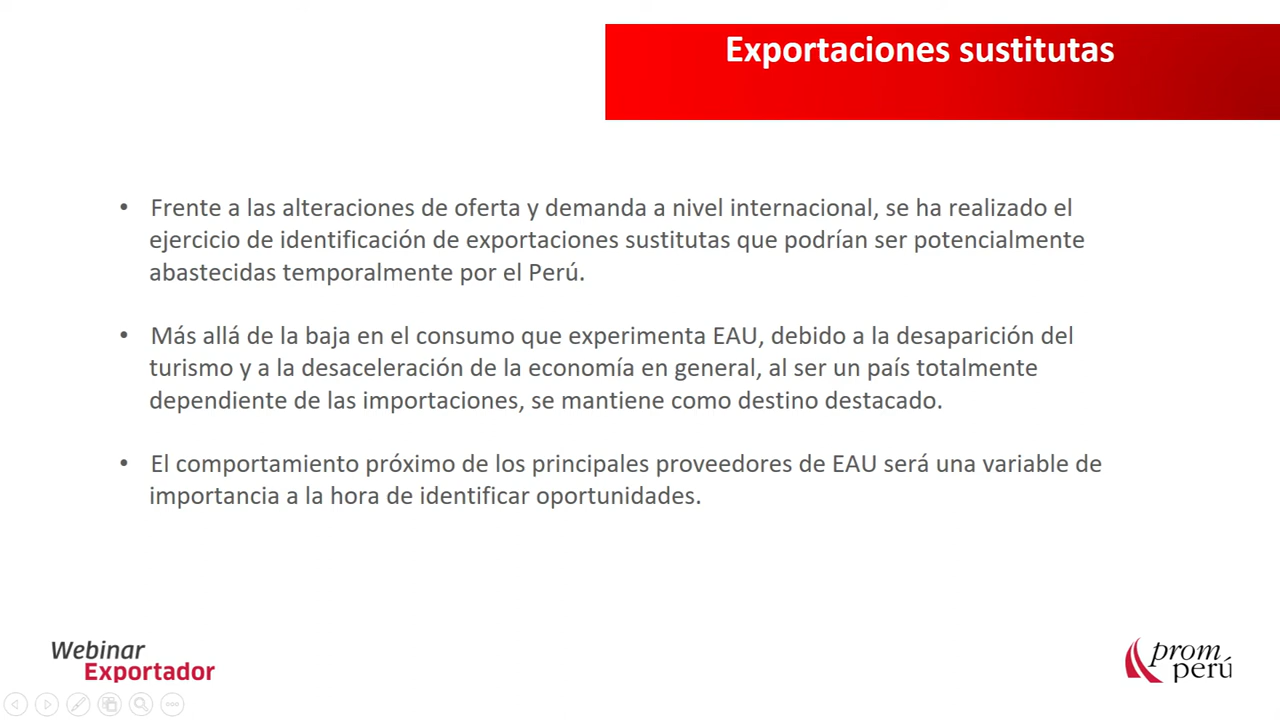 Exportaciones sustitutas
• Frente a las alteraciones de oferta y demanda a nivel internacional, se ha realizado el
ejercicio de identificación de exportaciones sustitutas que podrían ser potencialmente
abastecidas temporalmente por el Perú.
• Más allá de la baja en el consumo que experimenta EAU, debido a la desaparición del
turismo y a la desaceleración de la economía en general, al ser un país totalmente
dependiente de las importaciones, se mantiene como destino destacado.
• El comportamiento próximo de los principales proveedores de EAU será una variable de
importancia a la hora de identificar oportunidades.
Webinar
Exportador
prom
perú